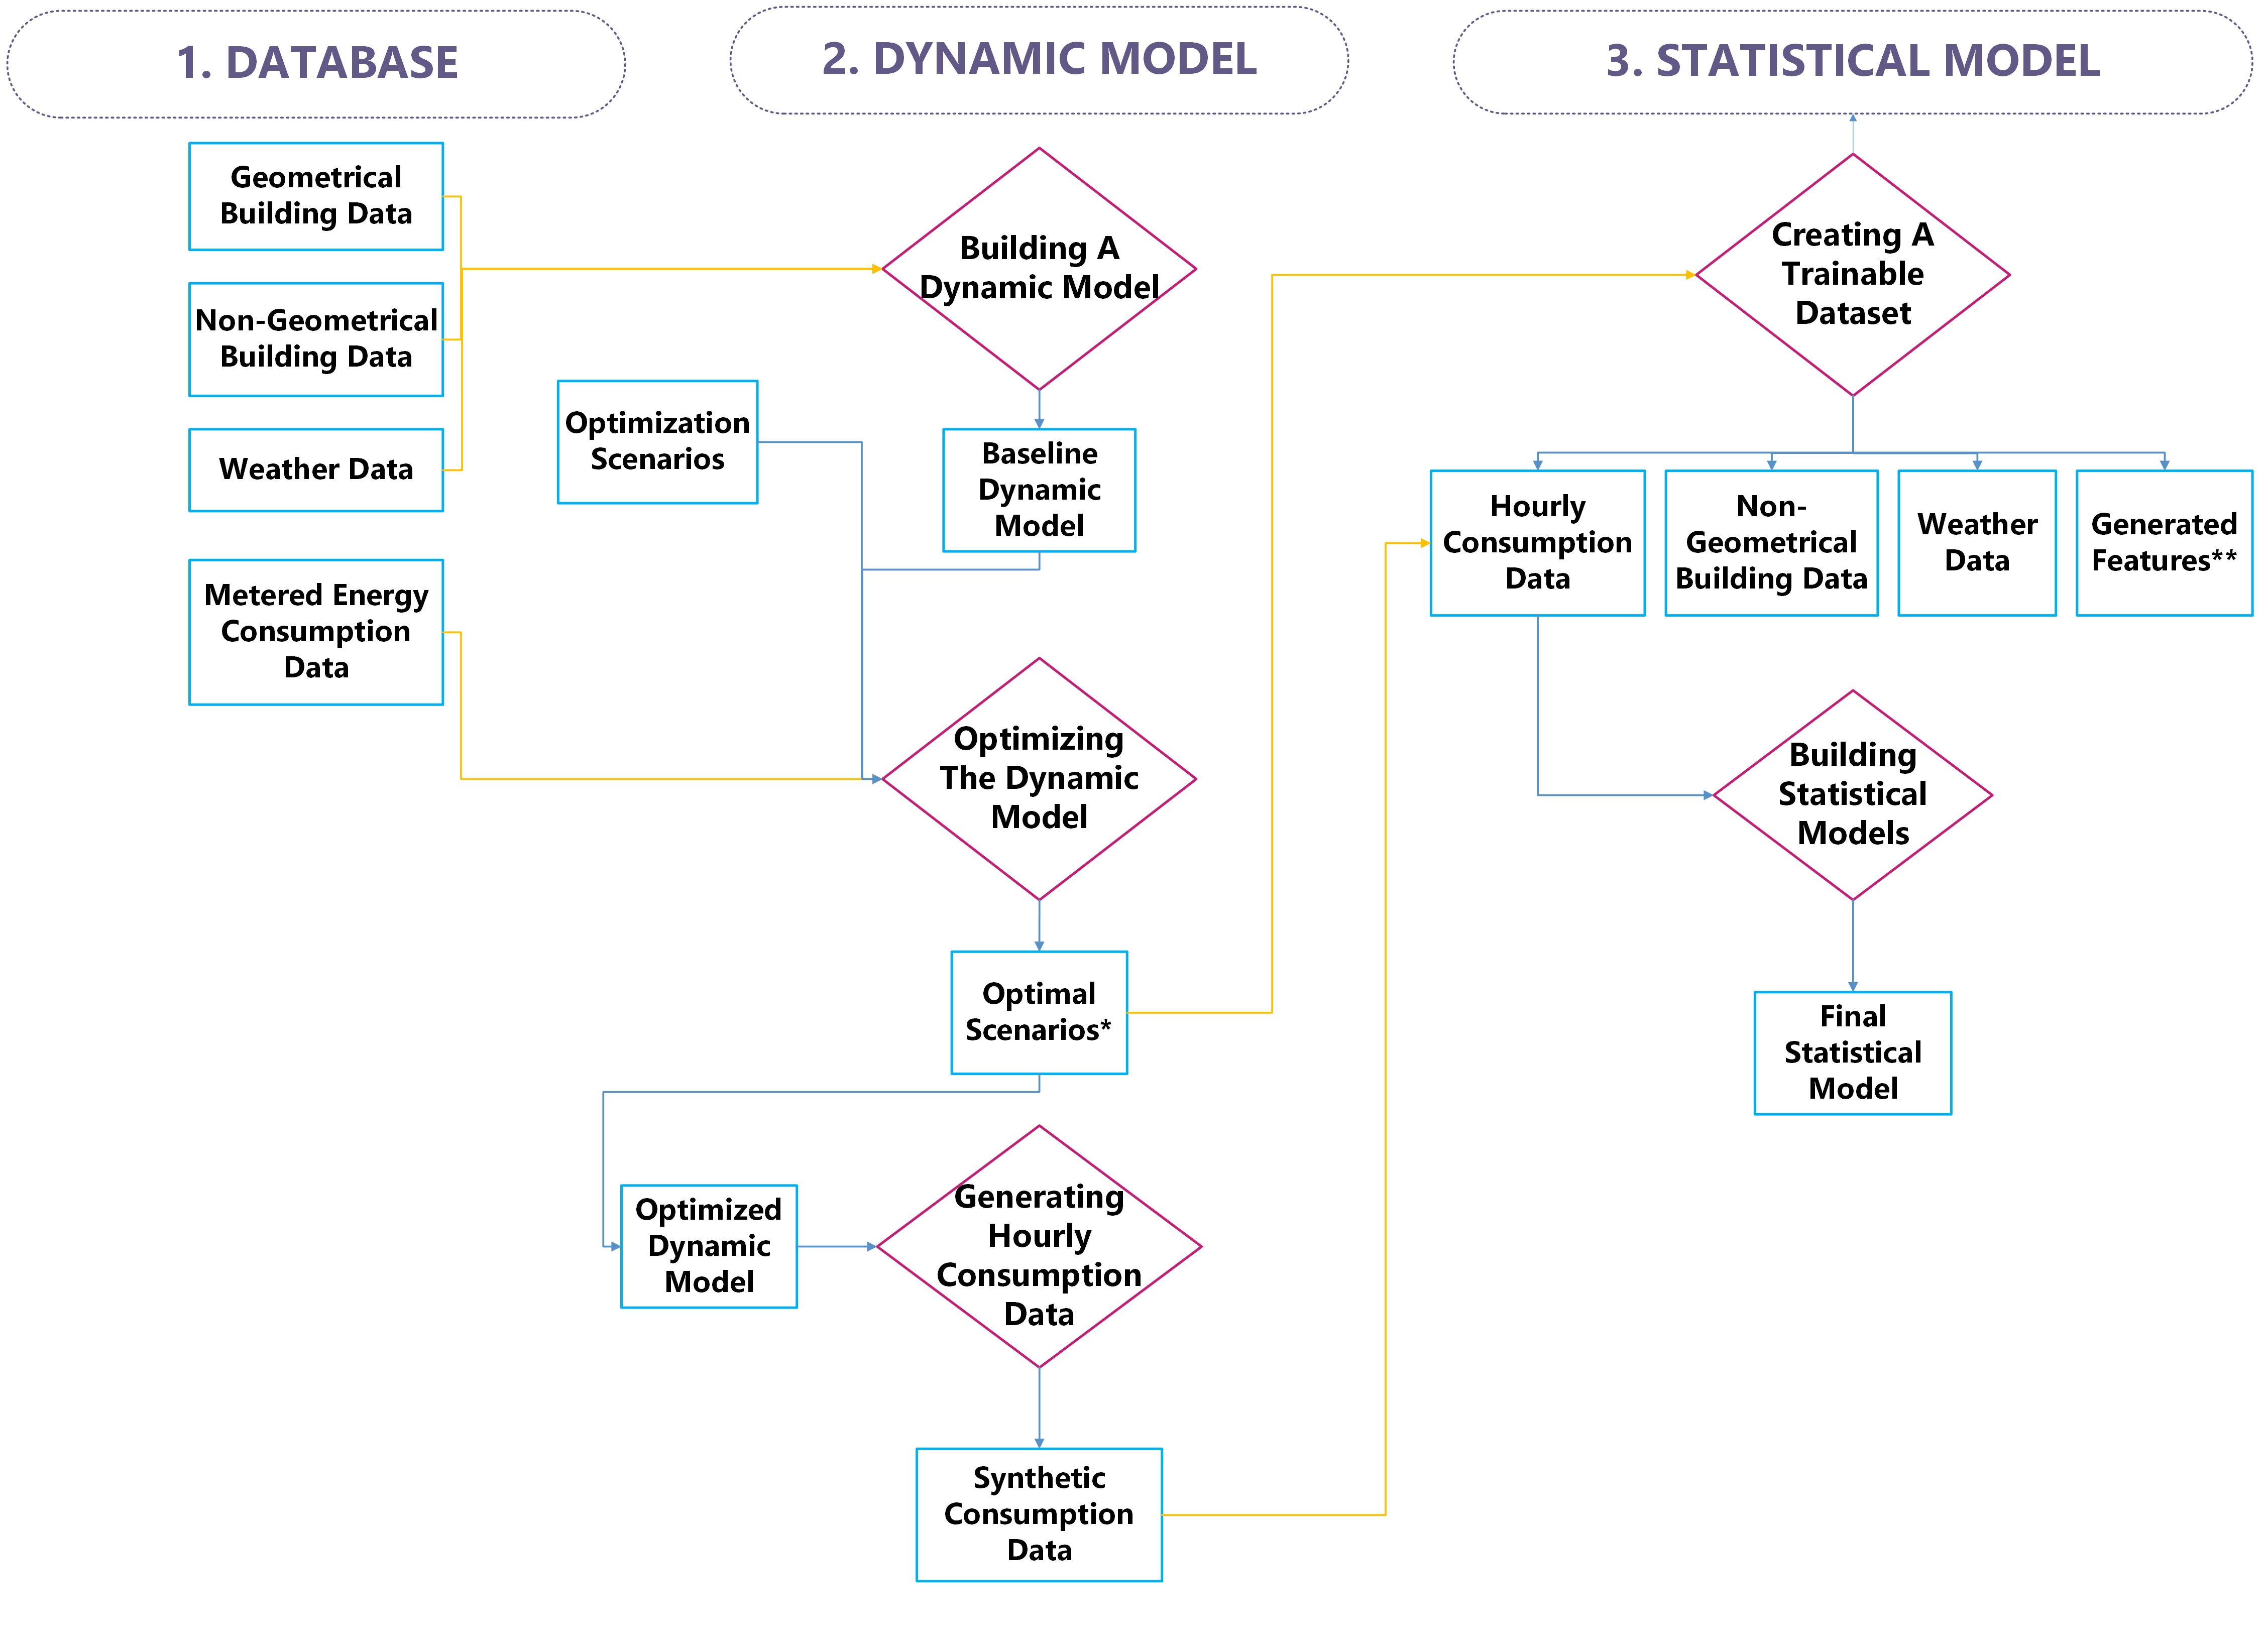 1. DATABASE
Geometrical
Building Data
Non-Geometrical
Building Data
Weather Data
Metered Energy
Consumption
Data
2. DYNAMIC MODEL
Building A
Dynamic Model
Optimization
Scenarios
Baseline
Dynamic
Model
Optimizing
The Dynamic
Model
Optimal
Scenarios*
Optimized
Dynamic
Model
Generating
Hourly
Consumption
Data
Synthetic
Consumption
Data
3. STATISTICAL MODEL
Creating A
Trainable
Dataset
Hourly
Consumption
Data
Non-
Geometrical
Building Data
Weather
Data
Generated
Features**
Building
Statistical
Models
Final
Statistical
Model